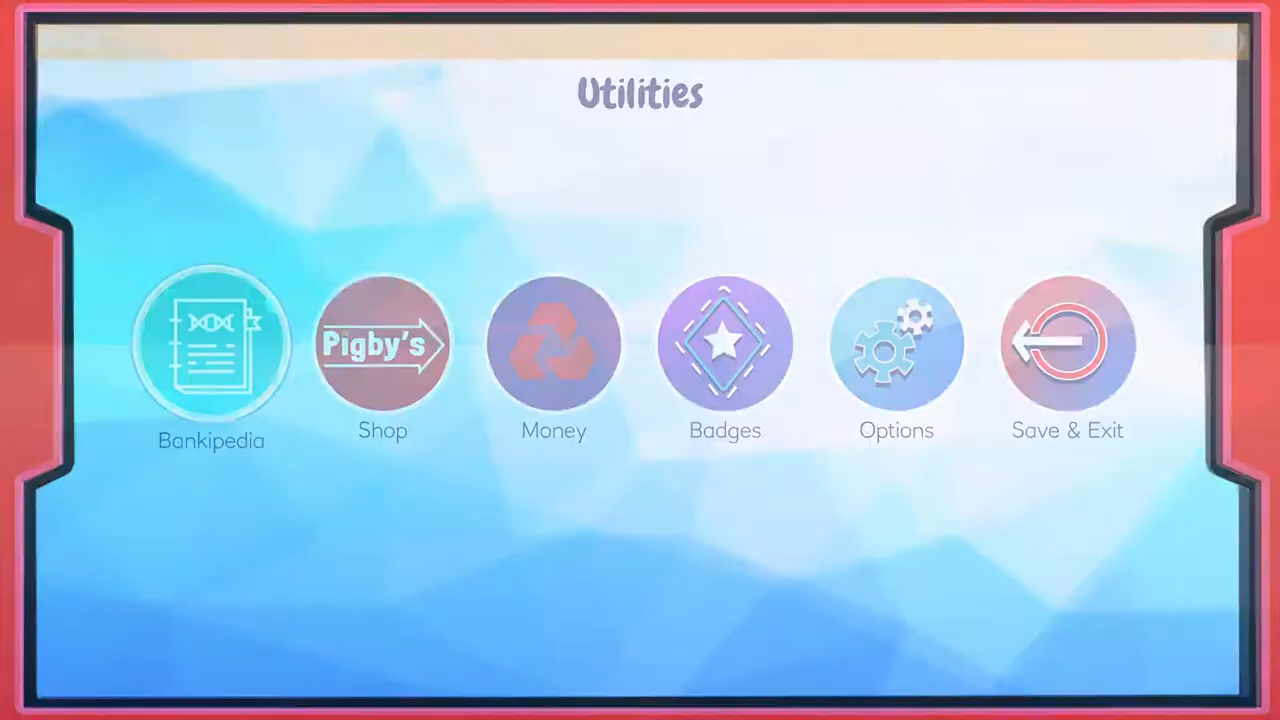 Utilities
Pigby's
Bankipedia
Shop
Money
Badges
Options
Save & Exit